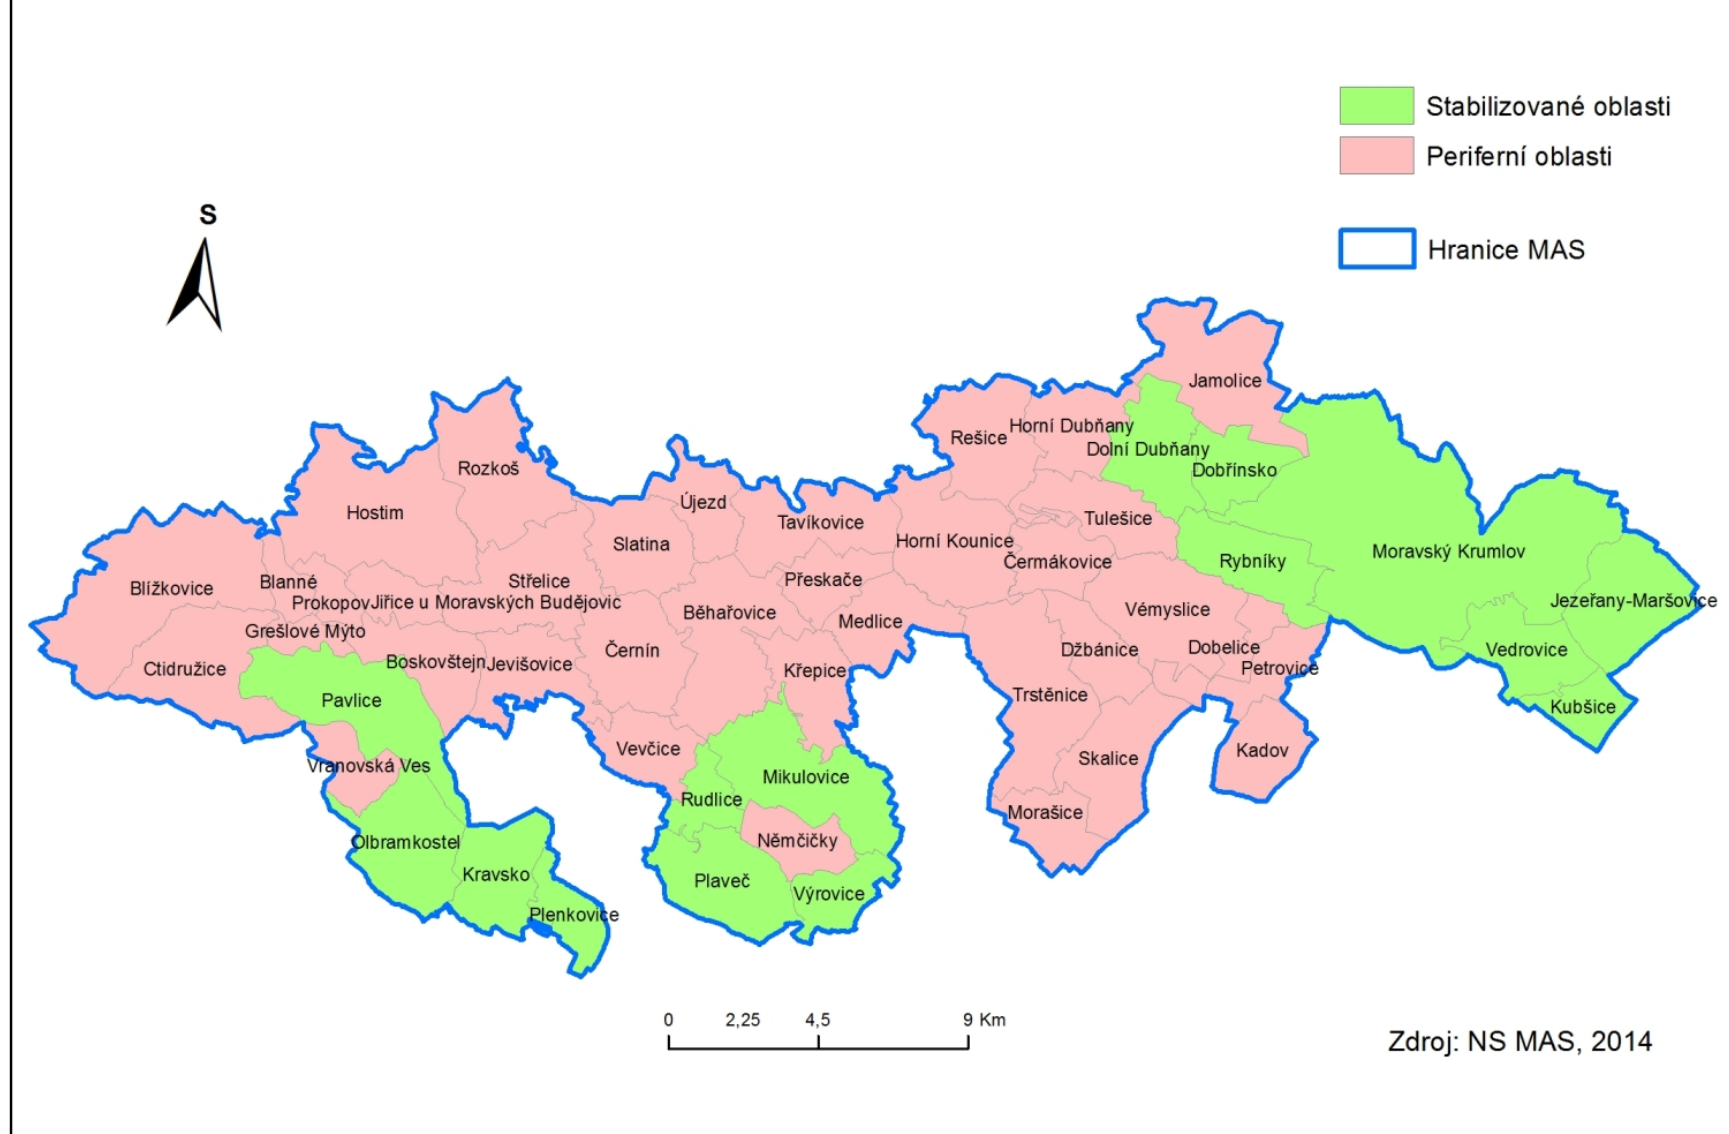 Stabilizované oblasti
Periferní oblasti
S
Hranice MAS
Jamolice
Horní Dubňany
Rešice
Dolní Dubňany
Rozkoš
Dobřínsko
Újezd
Hostim
Tavíkovice
Tulešice
Slatina
Horní Kounice
Moravský Krumlov
Čermákovice
Rybníky
Střelice
Přeskače
Blanné
Blížkovice
Jezeřany-Maršovice
Prokopov
Jiřice u Moravských Budějovic
Vémyslice
Běhařovice
Medlice
Grešlové Mýto
Dobelice
Černín
Džbánice
Vedrovice
Boskovštejn
Jevišovice
Ctidružice
Křepice
Petrovice
Trstěnice
Pavlice
Kubšice
Vevčice
Kadov
Skalice
Vranovská Ves
Mikulovice
Rudlice
Morašice
Němčičky
Olbramkostel
Kravsko
Plaveč
Výrovice
Plenkovice
0 2,25 4,5 9 Km
Zdroj: NS MAS, 2014